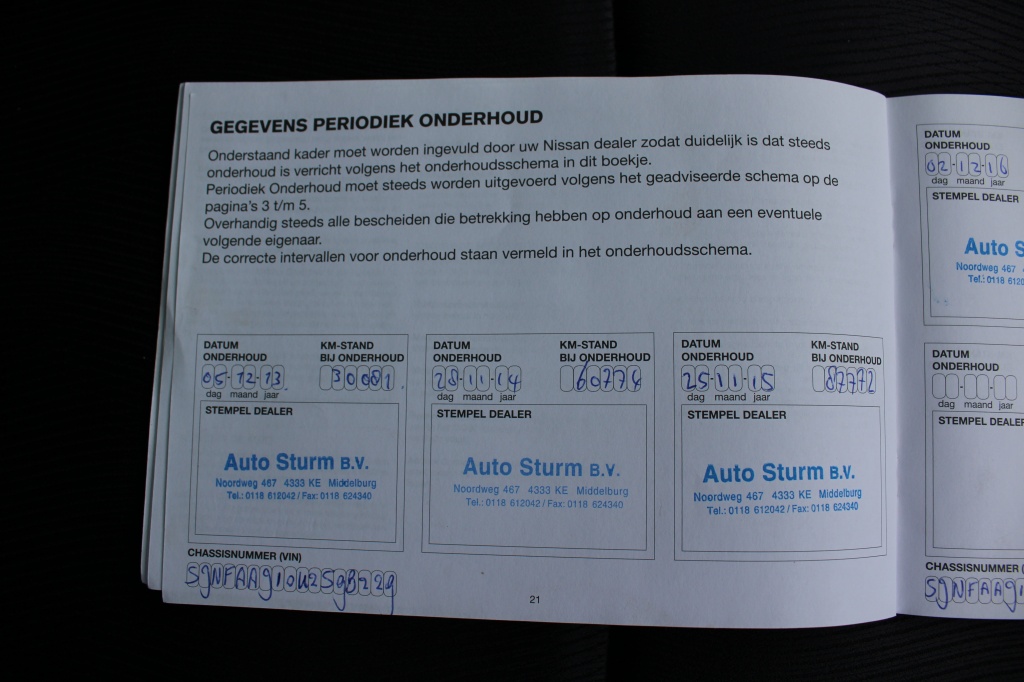 GEGEVENS PERIODIEK ONDERHOUD
Onderstaand kader moet worden ingevuld door uw Nissan dealer zodat duidelijk is dat steeds
onderhoud is verricht volgens het onderhoudsschema in dit boekje.
Periodiek Onderhoud moet steeds worden uitgevoerd volgens het geadviseerde schema op de
pagina's 3 t/m 5.
Overhandig steeds alle bescheiden die betrekking hebben op onderhoud aan een eventuele
volgende eigenaar.
De correcte intervallen voor onderhoud staan vermeld in het onderhoudsschema.
DATUM
ONDERHOUD
05-12-13
dag maand jaar
KM-STAND
BIJ ONDERHOUD
30081
STEMPEL DEALER
Auto Sturm B.V.
Noordweg 467 4333 KE Middelburg
Tel.: 0118 612042 / Fax: 0118 624340
DATUM
ONDERHOUD
28-11-14
dag maand jaar
KM-STAND
BIJ ONDERHOUD
60774
STEMPEL DEALER
Auto Sturm B.V.
Noordweg 467 4333 KE Middelburg
Tel.: 0118 612042 / Fax: 0118 624340
DATUM
ONDERHOUD
25-11-15
dag maand jaar
KM-STAND
BIJ ONDERHOUD
87772
STEMPEL DEALER
Auto Sturm B.V.
Noordweg 467 4333 KE Middelburg
Tel.: 0118 612042 / Fax: 0118 624340
CHASSISNUMMER (VIN)
21
DATUM
ONDERHOUD
02-12-16
dag maand jaar
STEMPEL DEALER
Auto S
Noordweg 467
Tel.: 0118 6120
DATUM
ONDERHOUD
dag maand jaar
STEMPEL DEALER
CHASSISNUMMER (
SJNFAAJ1